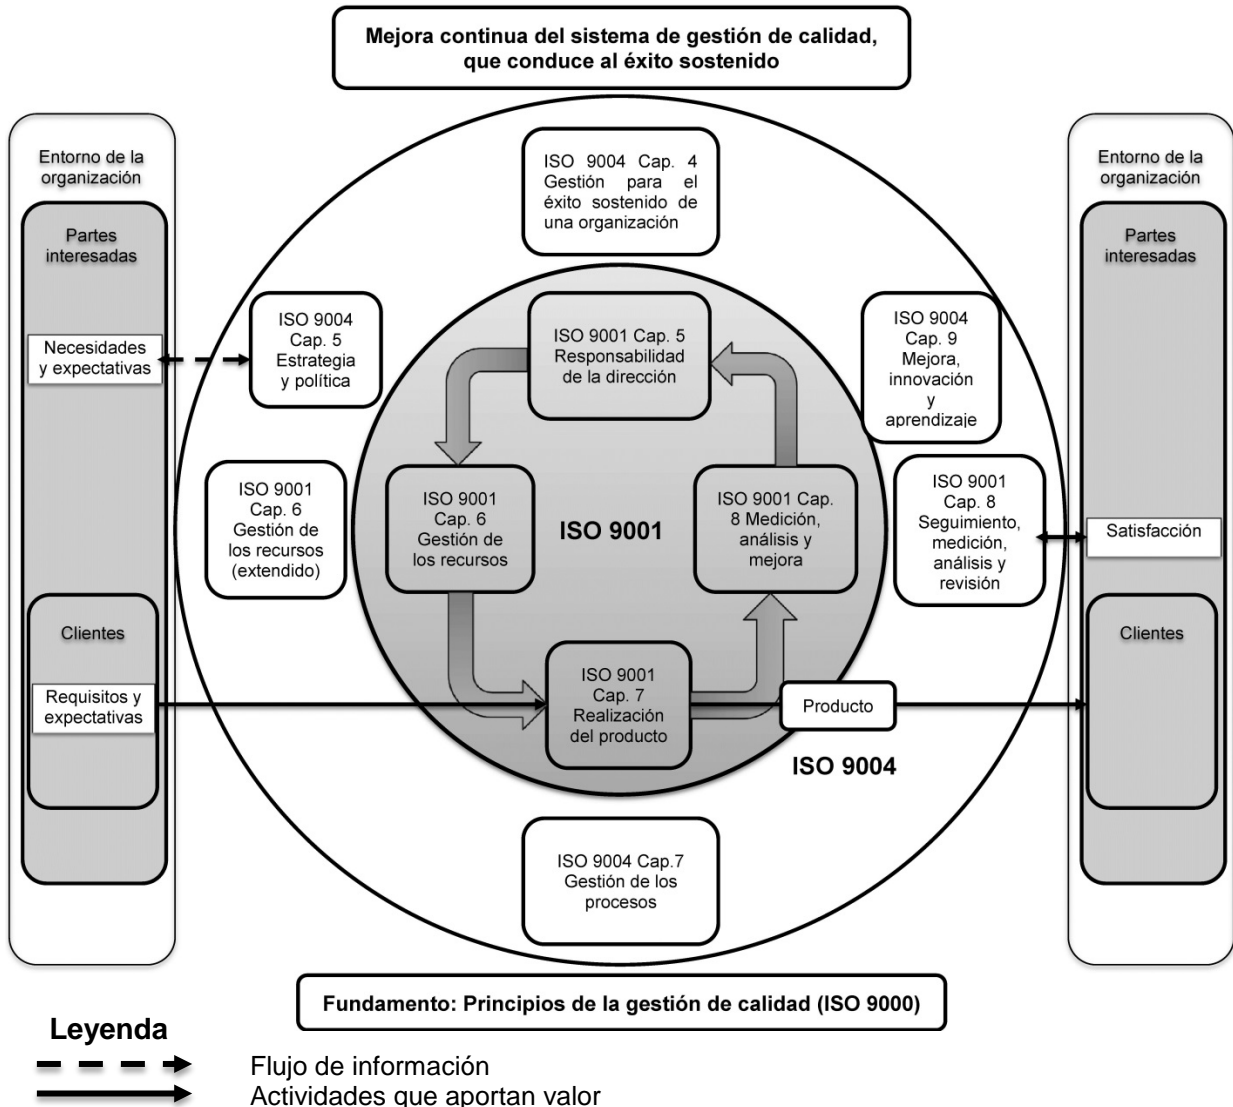 Mejora continua del sistema de gestión de calidad,
que conduce al éxito sostenido
Entorno de la
organización
Partes
interesadas
Necesidades
y expectativas
Clientes
Requisitos y
expectativas
ISO 9004 Cap. 4
Gestión para el
éxito sostenido de
una organización
ISO 9004
Cap. 5
Estrategia
y política
ISO 9001
Cap. 6
Gestión de
los recursos
(extendido)
ISO 9001 Cap. 5
Responsabilidad
de la dirección
ISO 9001
Cap. 6
Gestión de
los recursos
ISO 9001
ISO 9001 Cap.
8 Medición,
análisis y
mejora
ISO 9001
Cap. 7
Realización
del producto
Producto
ISO 9004
ISO 9004
Cap. 9
Mejora,
innovación
y
aprendizaje
ISO 9001
Cap. 8
Seguimiento,
medición,
análisis y
revisión
ISO 9004 Cap.7
Gestión de los
procesos
Entorno de la
organización
Partes
interesadas
Satisfacción
Clientes
Fundamento: Principios de la gestión de calidad (ISO 9000)
Leyenda
Flujo de información
Actividades que aportan valor